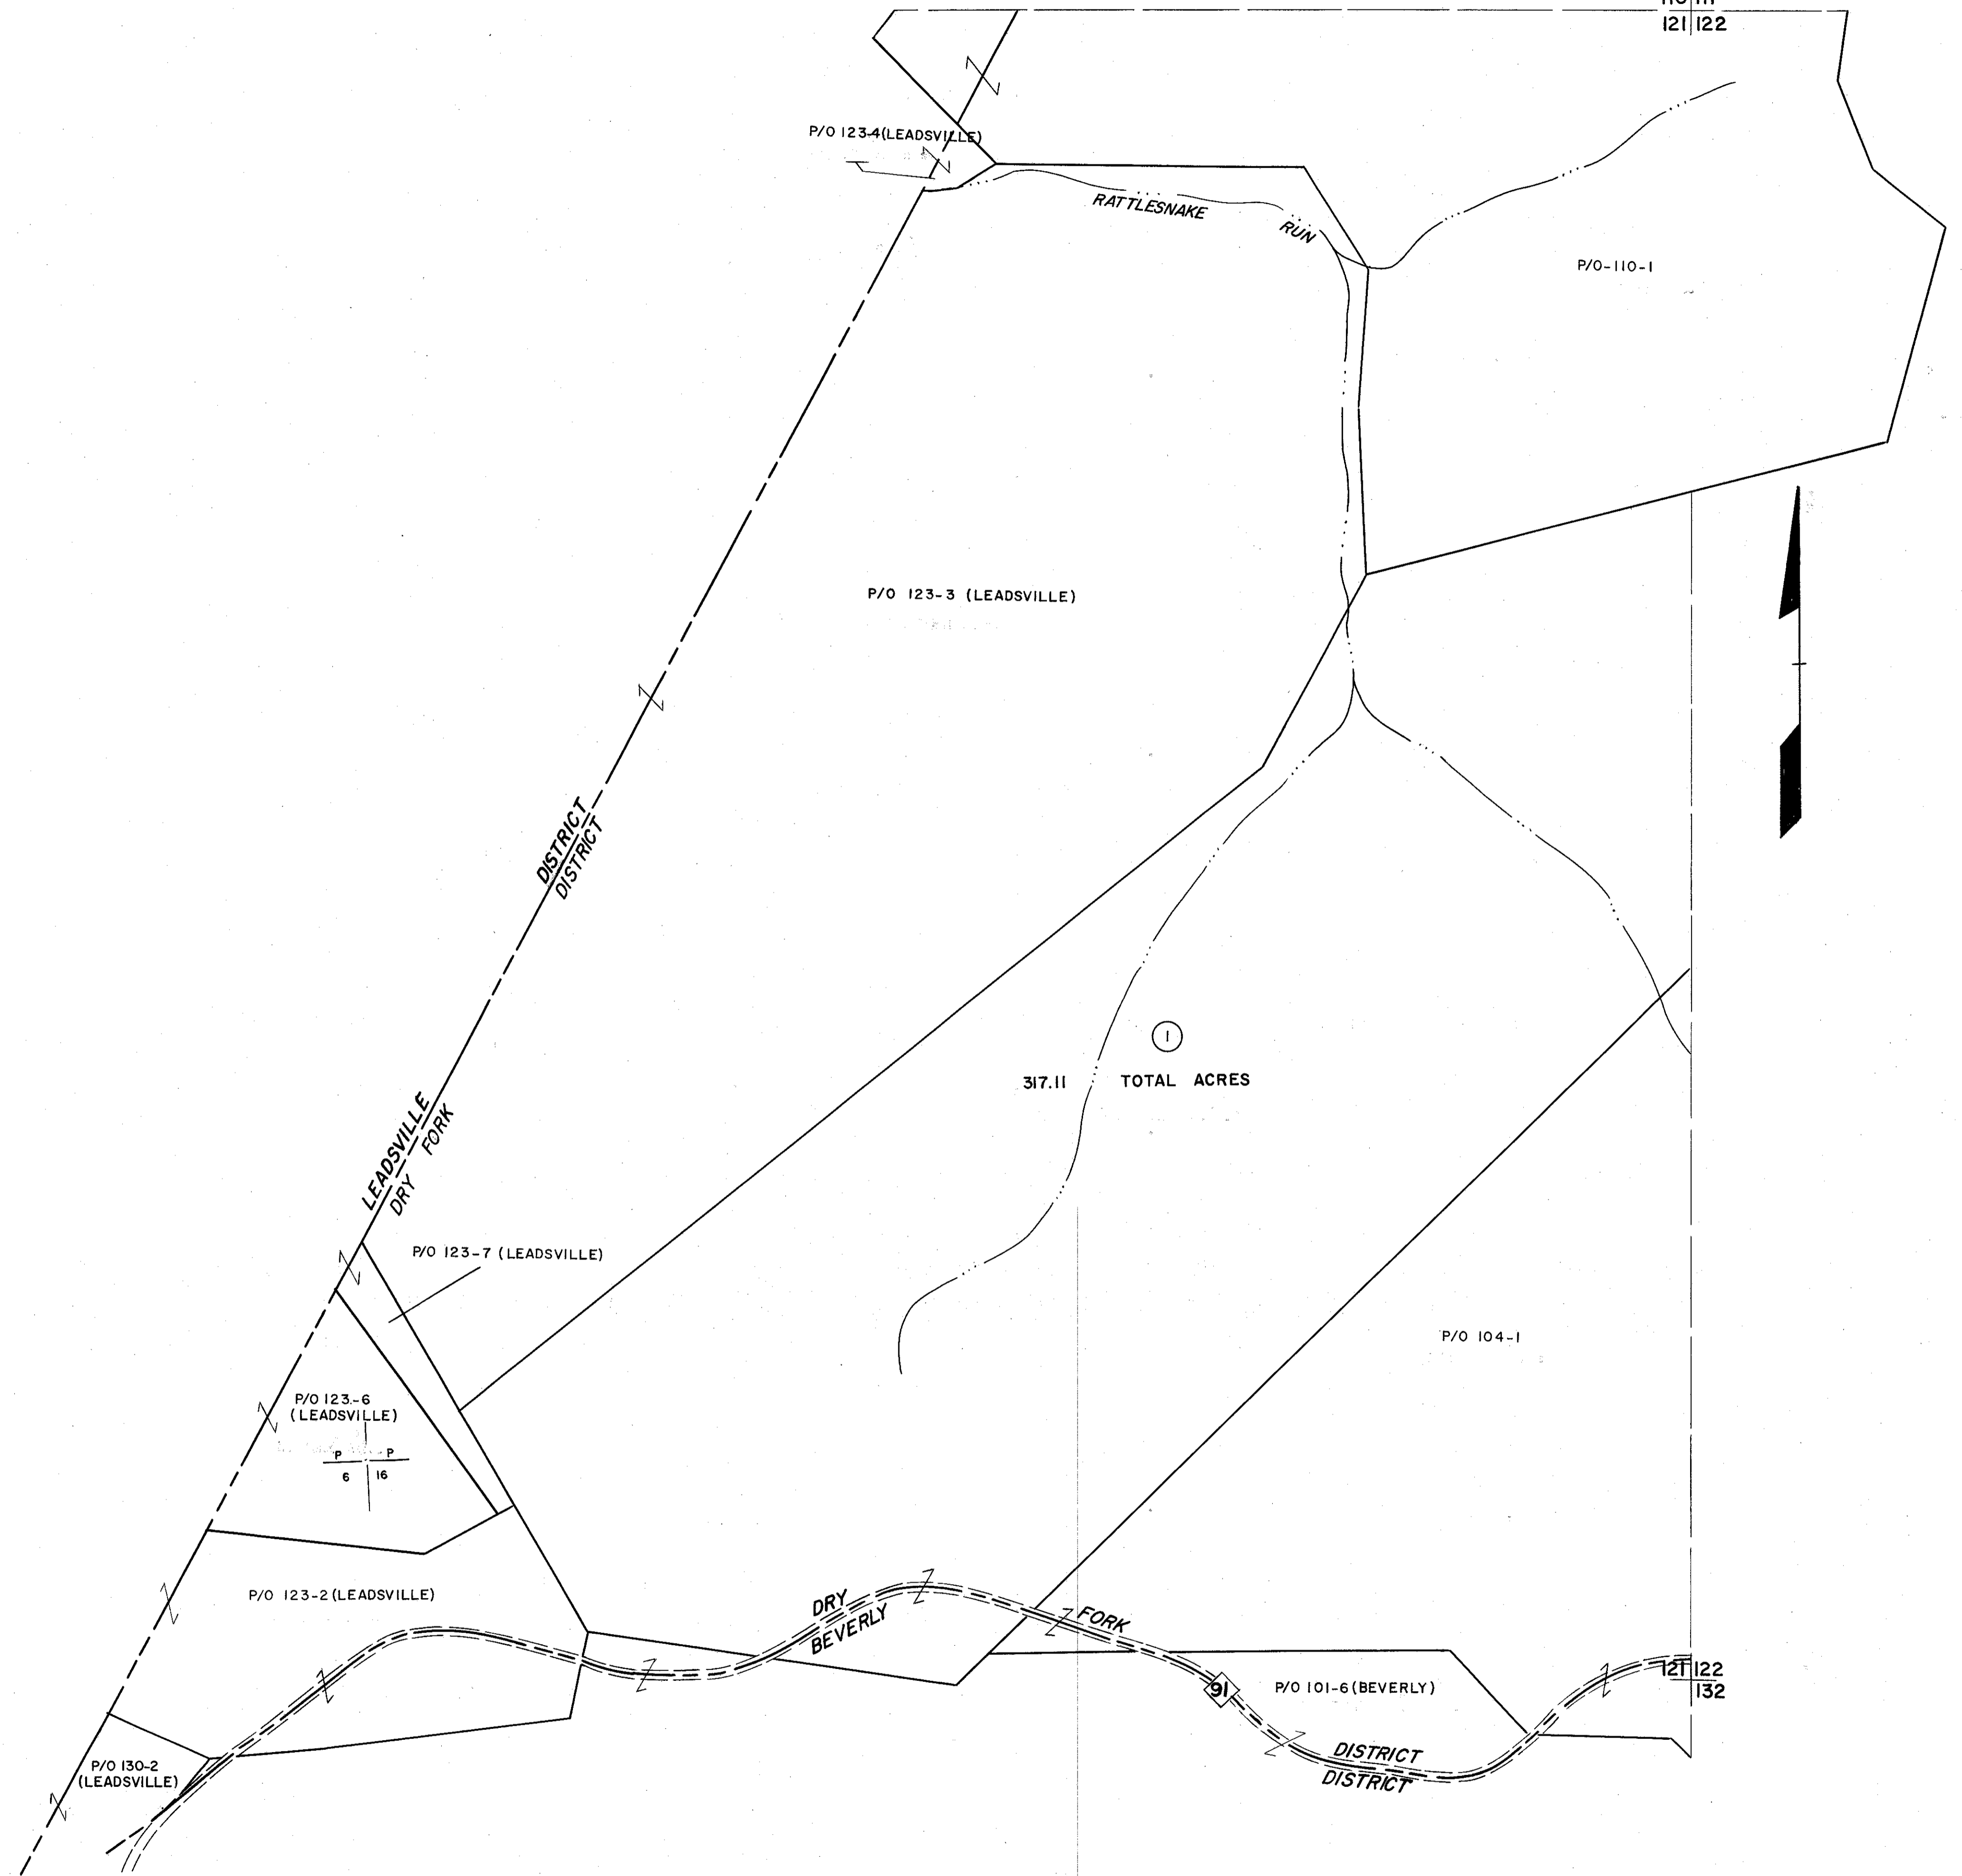 121 122
P/O 123-4(LEADSVILLE)
RATTLESNAKE RUN
P/O-110-1
P/O 123-3 (LEADSVILLE)
DISTRICT
DISTRICT
1
317.11 TOTAL ACRES
LEADSVILLE
DRY FORK
P/O 123-7 (LEADSVILLE)
P/O 104-1
P/O 123-6
(LEADSVILLE)
P P
6 16
P/O 123-2 (LEADSVILLE)
DRY FORK
BEVERLY
121 122
132
91
P/O 101-6 (BEVERLY)
DISTRICT
DISTRICT
P/O 130-2
(LEADSVILLE)